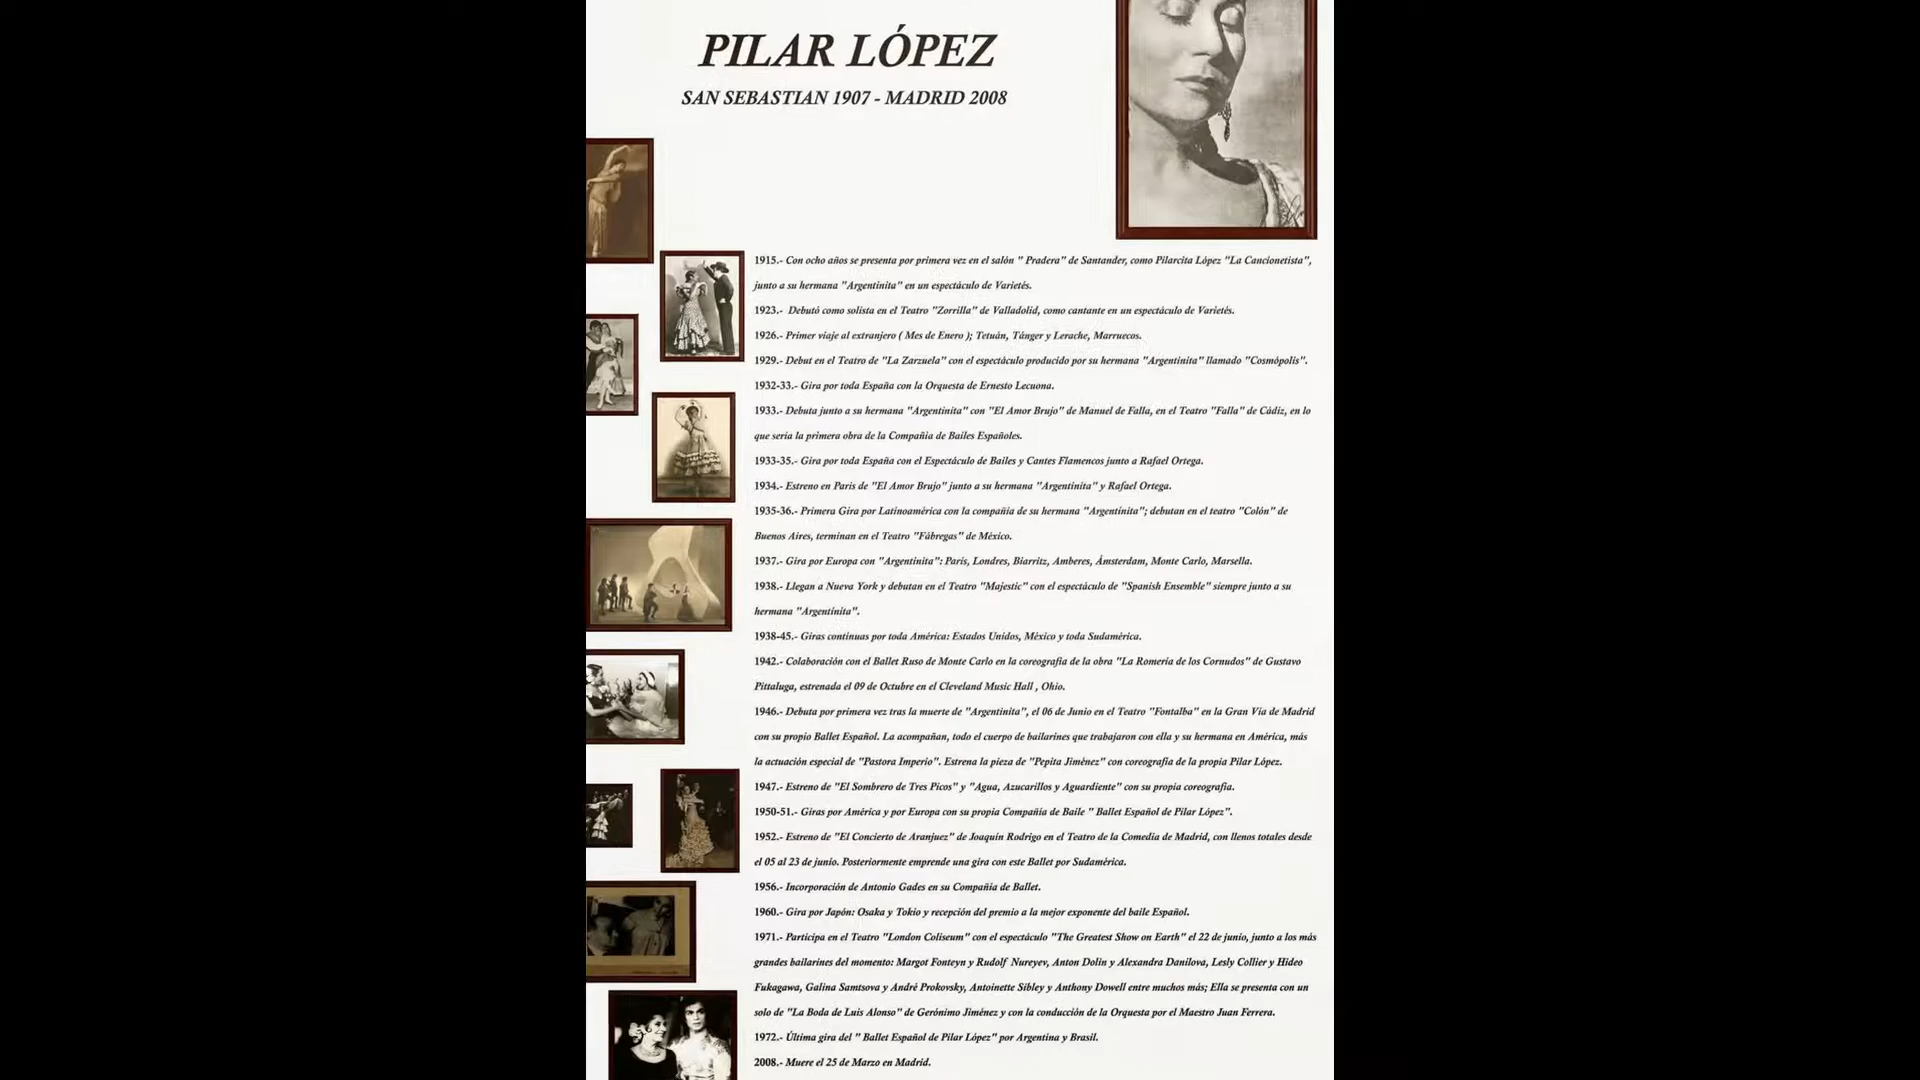 PILAR LÓPEZ
SAN SEBASTIAN 1907 - MADRID 2008
1915.- Con ocho años se presenta por primera vez en el salón " Pradera" de Santander, como Pilarcita López "La Cancionetista",
junto a su hermana "Argentinita" en un espectáculo de Varietés.
1923.- Debutó como solista en el Teatro "Zorrilla" de Valladolid, como cantante en un espectáculo de Varietés.
1926.- Primer viaje al extranjero ( Mes de Enero ); Tetuán, Tánger y Lerache, Marruecos.
1929.- Debut en el Teatro de "La Zarzuela" con el espectáculo producido por su hermana "Argentinita" llamado "Cosmópolis".
1932-33.- Gira por toda España con la Orquesta de Ernesto Lecuona.
1933.- Debuta junto a su hermana "Argentinita" con "El Amor Brujo" de Manuel de Falla, en el Teatro "Falla" de Cádiz, en lo
que sería la primera obra de la Compañia de Bailes Españoles.
1933-35.- Gira por toda España con el Espectáculo de Bailes y Cantes Flamencos junto a Rafael Ortega.
1934.- Estreno en Paris de "El Amor Brujo" junto a su hermana "Argentinita" y Rafael Ortega.
1935-36.- Primera Gira por Latinoamérica con la compañia de su hermana "Argentinita"; debutan en el teatro "Colón" de
Buenos Aires, terminan en el Teatro "Fábregas" de México.
1937.- Gira por Europa con "Argentinita": París, Londres, Biarritz, Amberes, Ámsterdam, Monte Carlo, Marsella.
1938.- Llegan a Nueva York y debutan en el Teatro "Majestic" con el espectáculo de "Spanish Ensemble" siempre junto a su
hermana "Argentinita".
1938-45.- Giras continuas por toda América: Estados Unidos, México y toda Sudamérica.
1942.- Colaboración con el Ballet Ruso de Monte Carlo en la coreografía de la obra "La Romería de los Cornudos" de Gustavo
Pittaluga, estrenada el 09 de Octubre en el Cleveland Music Hall , Ohio.
1946.- Debuta por primera vez tras la muerte de "Argentinita", el 06 de Junio en el Teatro "Fontalba" en la Gran Vía de Madrid
con su propio Ballet Español. La acompañan, todo el cuerpo de bailarines que trabajaron con ella y su hermana en América, más
la actuación especial de "Pastora Imperio". Estrena la pieza de "Pepita Jiménez" con coreografía de la propia Pilar López.
1947.- Estreno de "El Sombrero de Tres Picos" y "Agua, Azucarillos y Aguardiente" con su propia coreografía.
1950-51.- Giras por América y por Europa con su propia Compañía de Baile " Ballet Español de Pilar López".
1952.- Estreno de "El Concierto de Aranjuez" de Joaquín Rodrigo en el Teatro de la Comedia de Madrid, con llenos totales desde
el 05 al 23 de junio. Posteriormente emprende una gira con este Ballet por Sudamérica.
1956.- Incorporación de Antonio Gades en su Compañía de Ballet.
1960.- Gira por Japón: Osaka y Tokio y recepción del premio a la mejor exponente del baile Español.
1971.- Participa en el Teatro "London Coliseum" con el espectáculo "The Greatest Show on Earth" el 22 de junio, junto a los más
grandes bailarines del momento: Margot Fonteyn y Rudolf Nureyev, Anton Dolin y Alexandra Danilova, Lesly Collier y Hideo
Fukagawa, Galina Samtsova y André Prokovsky, Antoinette Sibley y Anthony Dowell entre muchos más; Ella se presenta con un
solo de "La Boda de Luis Alonso" de Gerónimo Jiménez y con la conducción de la Orquesta por el Maestro Juan Ferrera.
1972.- Última gira del " Ballet Español de Pilar López" por Argentina y Brasil.
2008.- Muere el 25 de Marzo en Madrid.